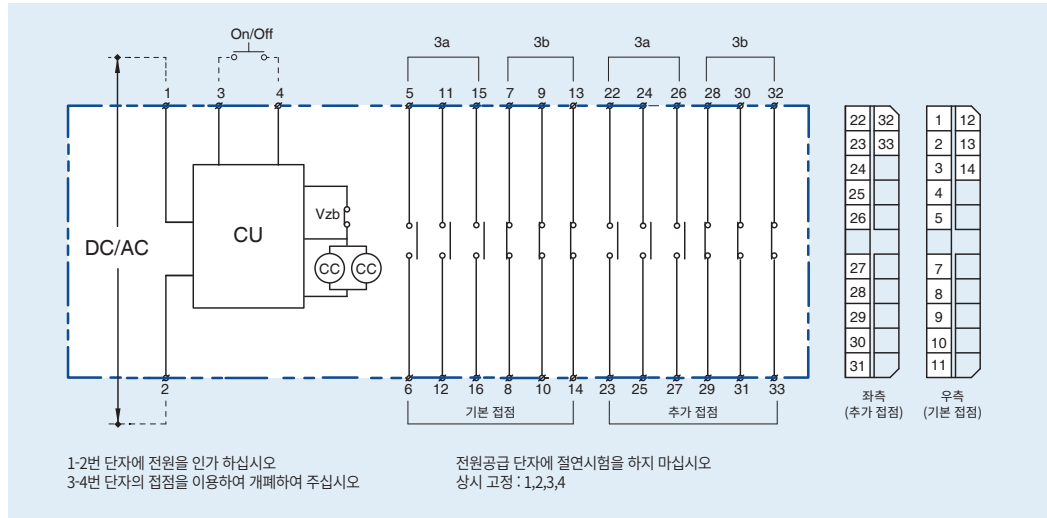 On/Off
3a 3b 3a 3b
1 3 4 5 11 15 7 9 13 22 24 26 28 30 32
DC/AC
CU
Vzb
CC CC
2 6 12 16 8 10 14 23 25 27 29 31 33
기본 접점 추가 접점
22 32
23 33
24
25
26
27
28
29
30
31
좌측
(추가 접점)
1 12
2 13
3 14
4
5
7
8
9
10
11
우측
(기본 접점)
1-2번 단자에 전원을 인가 하십시오
3-4번 단자의 접점을 이용하여 개폐하여 주십시오
전원공급 단자에 절연시험을 하지 마십시오
상시 고정 : 1,2,3,4